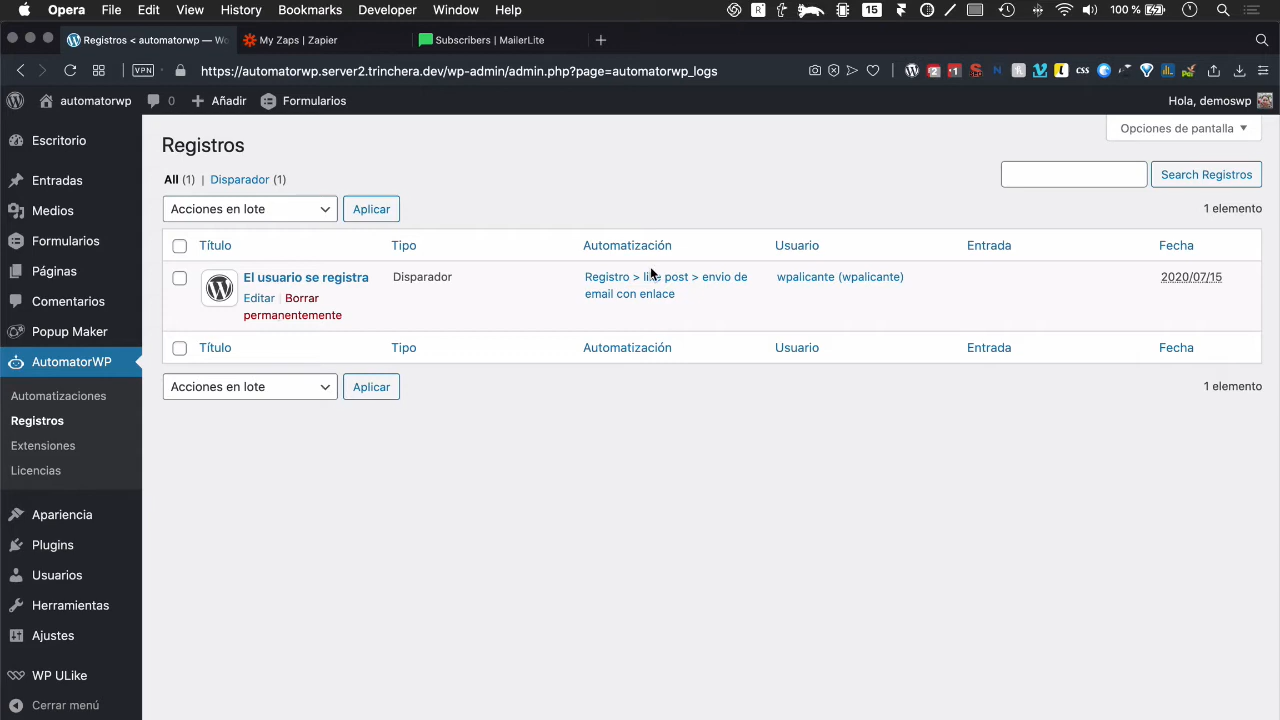 Opera File Edit View History Bookmarks Developer Window Help 15 100 %
Registros < automatorwp — Wo
My Zaps | Zapier
Subscribers | MailerLite
VPN https://automatorwp.server2.trinchera.dev/wp-admin/admin.php?page=automatorwp_logs
automatorwp 0 Añadir Formularios Hola, demoswp
Opciones de pantalla
Escritorio
Entradas
Medios
Formularios
Páginas
Comentarios
Popup Maker
AutomatorWP
Automatizaciones
Registros
Extensiones
Licencias
Apariencia
Plugins
Usuarios
Herramientas
Ajustes
WP ULike
Cerrar menú
Registros
All (1) | Disparador (1)
Search Registros
Acciones en lote Aplicar 1 elemento
Título Tipo Automatización Usuario Entrada Fecha
El usuario se registra Disparador Registro > like post > envio de wpalicante (wpalicante) 2020/07/15
Editar | Borrar email con enlace
permanentemente
Título Tipo Automatización Usuario Entrada Fecha
Acciones en lote Aplicar 1 elemento